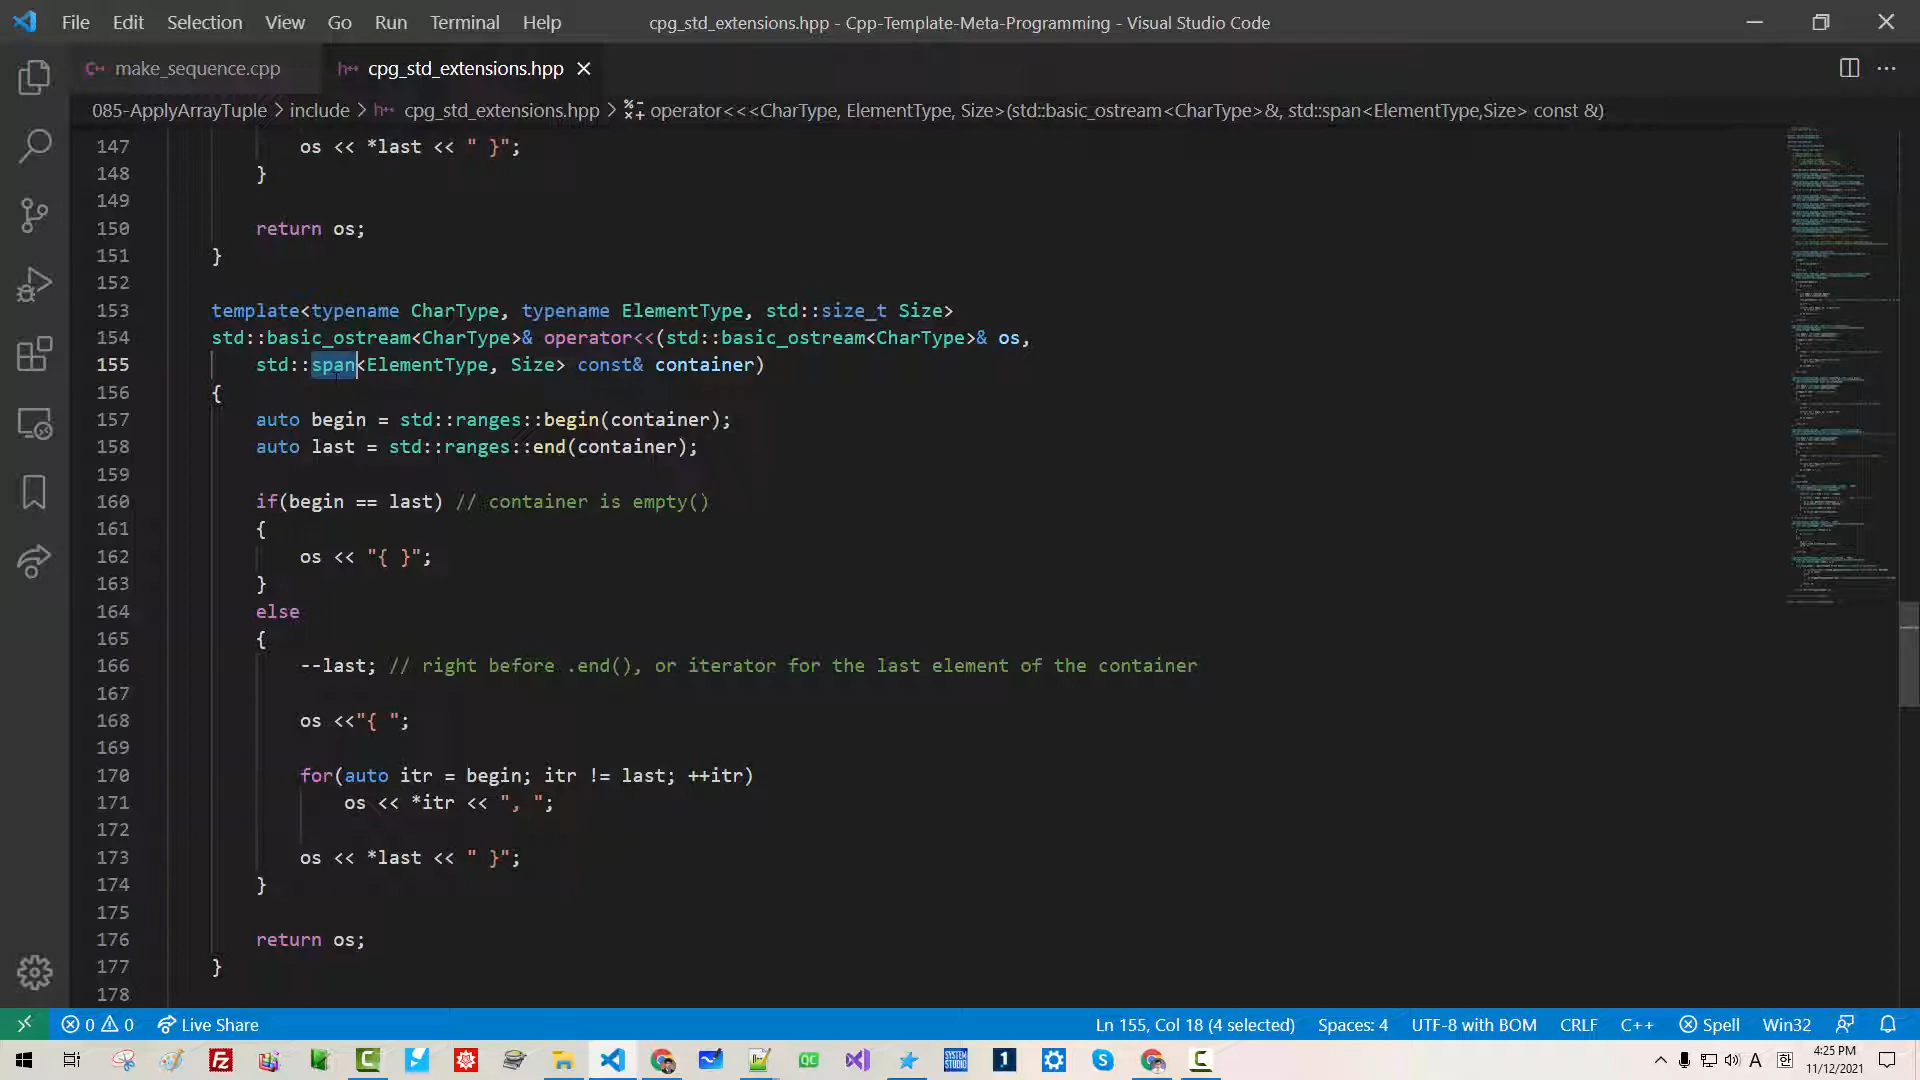 File Edit Selection View Go Run Terminal Help cpg_std_extensions.hpp - Cpp-Template-Meta-Programming - Visual Studio Code
make_sequence.cpp cpg_std_extensions.hpp
085-ApplyArrayTuple > include > cpg_std_extensions.hpp > operator<<<CharType, ElementType, Size>(std::basic_ostream<CharType>&, std::span<ElementType,Size> const &)
147 os << *last << " }";
148 }
149
150 return os;
151 }
152
153 template<typename CharType, typename ElementType, std::size_t Size>
154 std::basic_ostream<CharType>& operator<<(std::basic_ostream<CharType>& os,
155 std::span<ElementType, Size> const& container)
156 {
157 auto begin = std::ranges::begin(container);
158 auto last = std::ranges::end(container);
159
160 if(begin == last) // container is empty()
161 {
162 os << "{ }";
163 }
164 else
165 {
166 --last; // right before .end(), or iterator for the last element of the container
167
168 os <<"{ ";
169
170 for(auto itr = begin; itr != last; ++itr)
171 os << *itr << ", ";
172
173 os << *last << " }";
174 }
175
176 return os;
177 }
178
0 0 Live Share Ln 155, Col 18 (4 selected) Spaces: 4 UTF-8 with BOM CRLF C++ Spell Win32
4:25 PM
11/12/2021